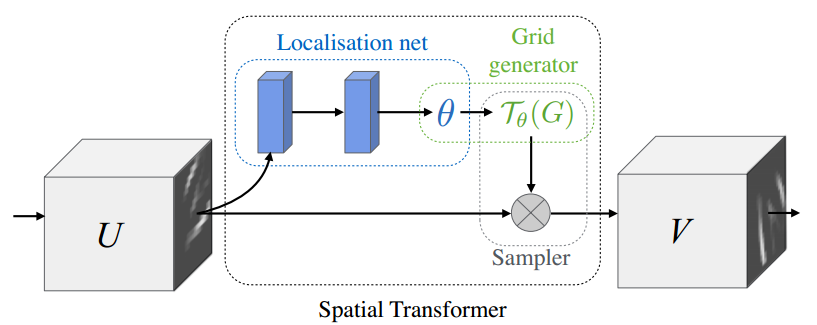 Localisation net
Grid
generator
θ
𝒯θ(G)
U
V
Sampler
Spatial Transformer